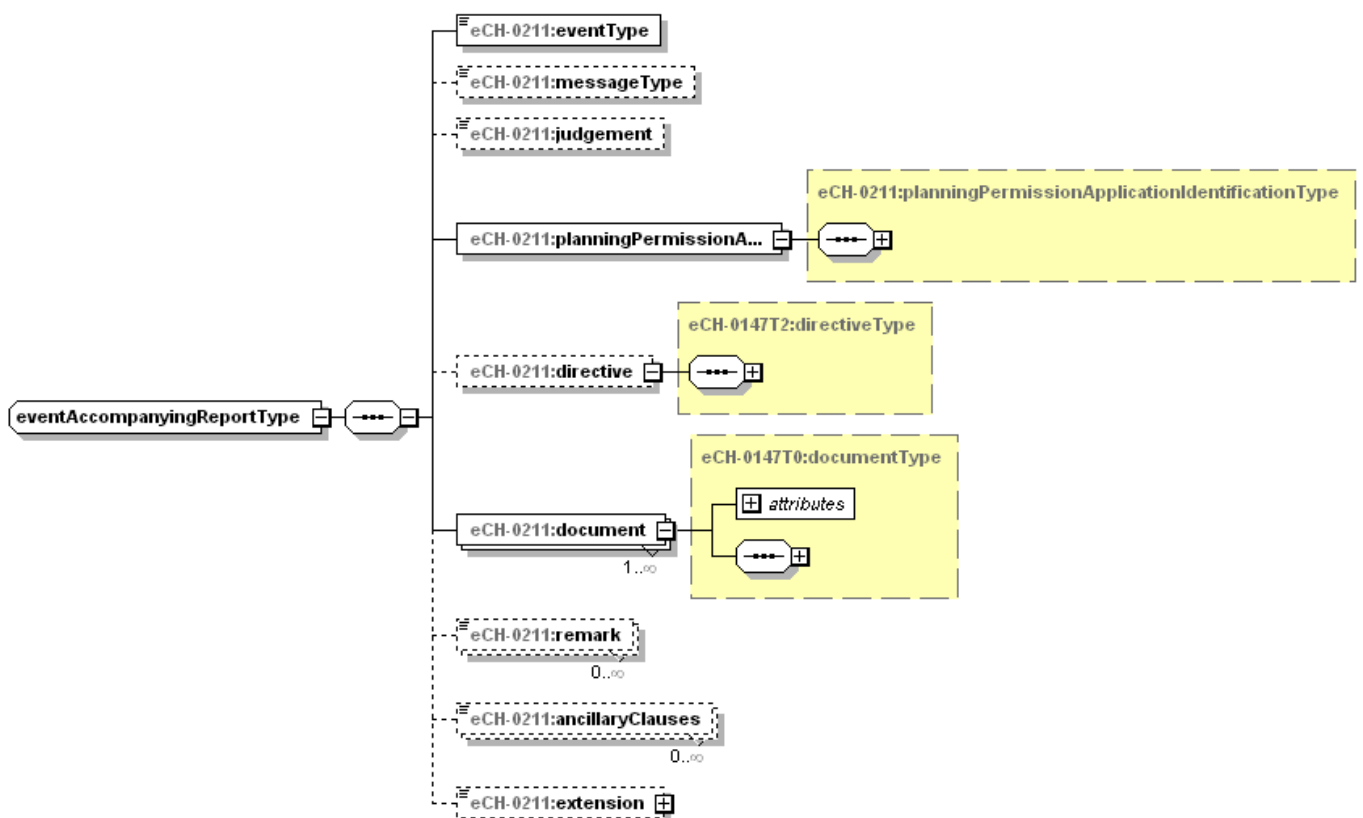 eCH-0211:eventType
eCH-0211:messageType
eCH-0211:judgement
eCH-0211:planningPermissionApplicationIdentificationType
eCH-0211:planningPermissionA...
eCH-0147T2:directiveType
eCH-0211:directive
eventAccompanyingReportType
eCH-0147T0:documentType
attributes
eCH-0211:document
1..∞
eCH-0211:remark
0..∞
eCH-0211:ancillaryClauses
0..∞
eCH-0211:extension